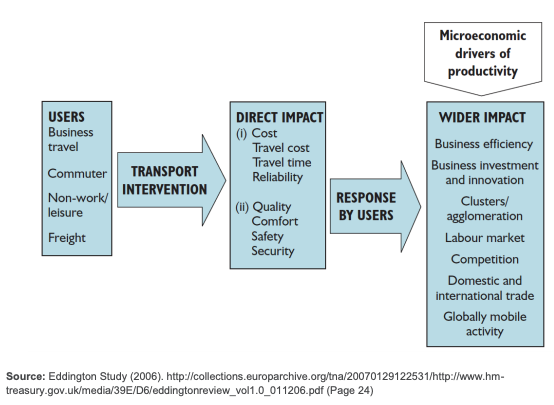 Microeconomic
drivers of
productivity
USERS
Business
travel
Commuter
Non-work/
leisure
Freight
TRANSPORT
INTERVENTION
DIRECT IMPACT
(i) Cost
Travel cost
Travel time
Reliability
(ii) Quality
Comfort
Safety
Security
RESPONSE
BY USERS
WIDER IMPACT
Business efficiency
Business investment
and innovation
Clusters/
agglomeration
Labour market
Competition
Domestic and
international trade
Globally mobile
activity
Source: Eddington Study (2006). http://collections.europarchive.org/tna/20070129122531/http://www.hm-
treasury.gov.uk/media/39E/D6/eddingtonreview_vol1.0_011206.pdf (Page 24)